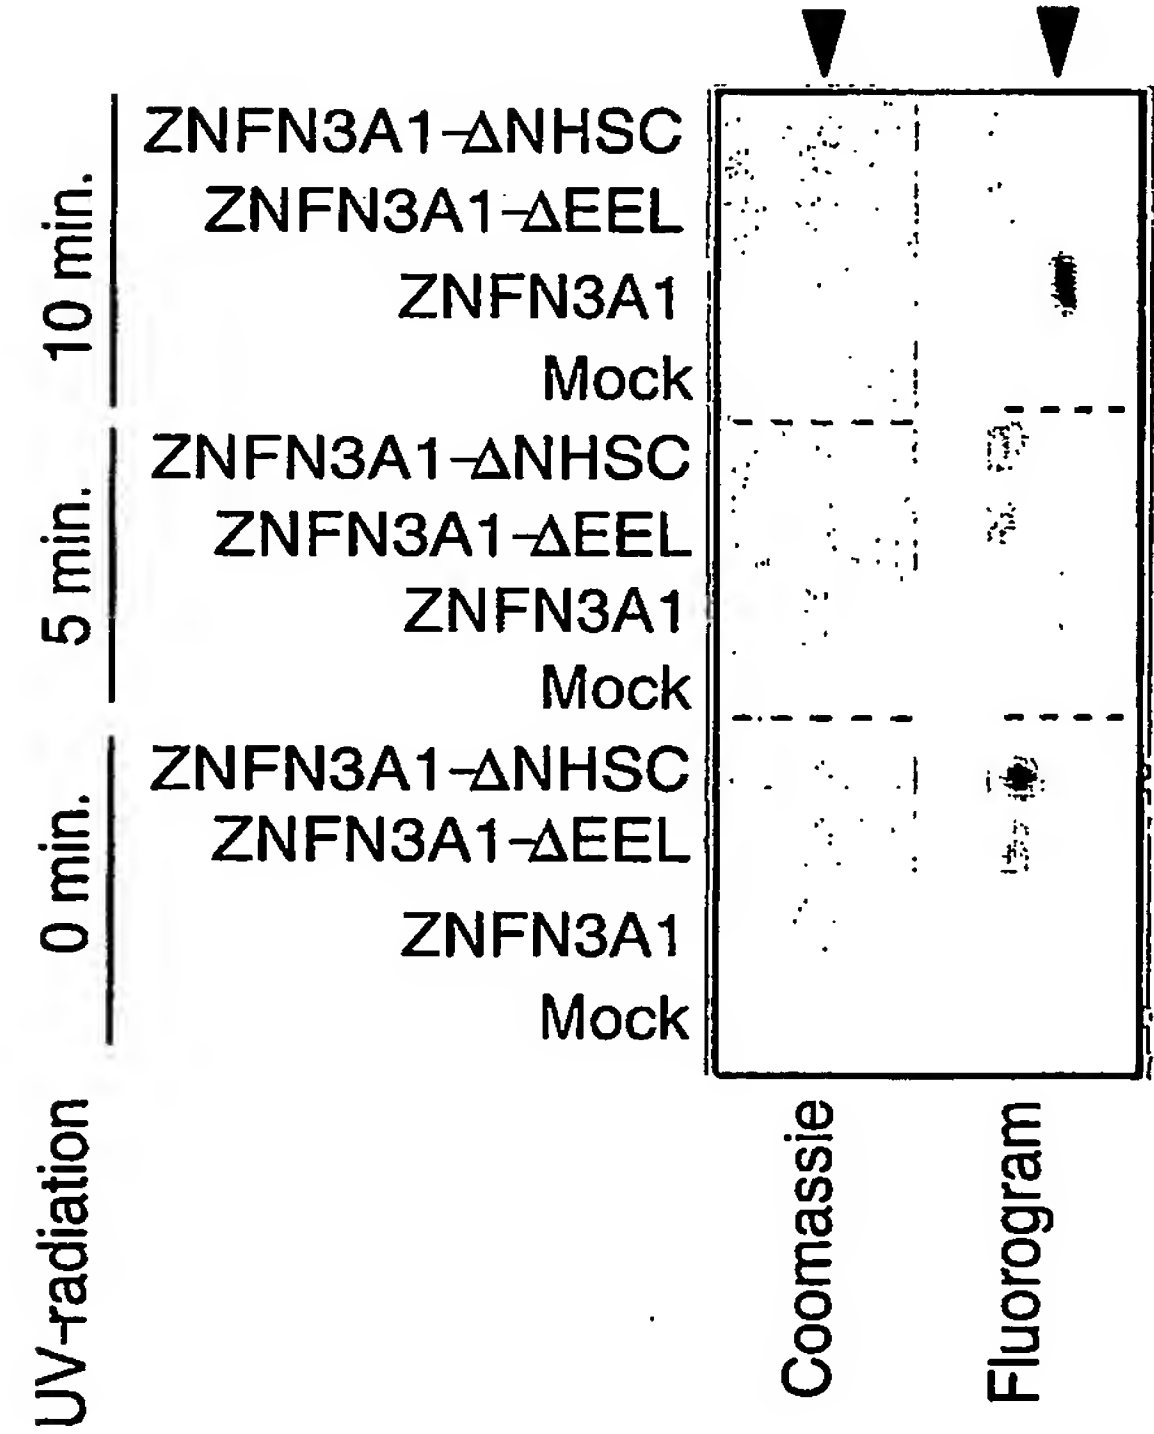 10 min.
ZNFN3A1-ΔNHSC
ZNFN3A1-ΔEEL
ZNFN3A1
Mock
5 min.
ZNFN3A1-ΔNHSC
ZNFN3A1-ΔEEL
ZNFN3A1
Mock
0 min.
ZNFN3A1-ΔNHSC
ZNFN3A1-ΔEEL
ZNFN3A1
Mock
UV-radiation
Coomassie
Fluorogram